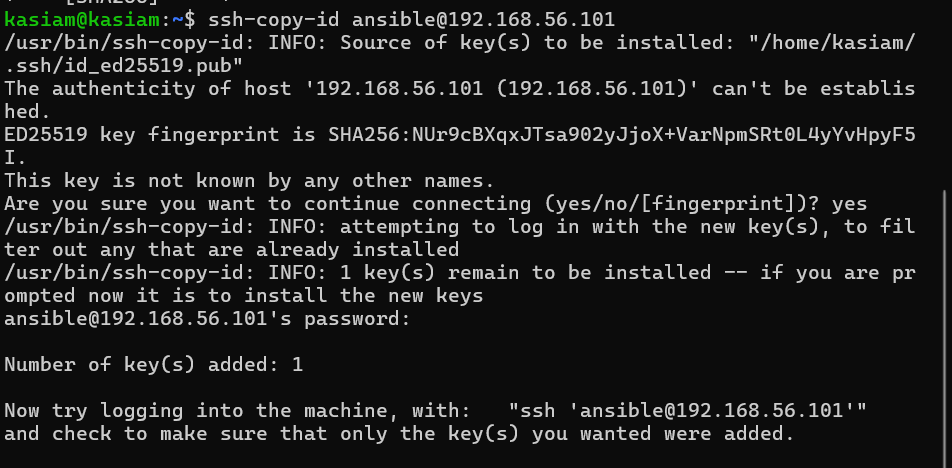 kasiam@kasiam:~$ ssh-copy-id ansible@192.168.56.101
/usr/bin/ssh-copy-id: INFO: Source of key(s) to be installed: "/home/kasiam/
.ssh/id_ed25519.pub"
The authenticity of host '192.168.56.101 (192.168.56.101)' can't be establis
hed.
ED25519 key fingerprint is SHA256:NUr9cBXqxJTsa902yJjoX+VarNpmSRt0L4yYvHpyF5
I.
This key is not known by any other names.
Are you sure you want to continue connecting (yes/no/[fingerprint])? yes
/usr/bin/ssh-copy-id: INFO: attempting to log in with the new key(s), to fil
ter out any that are already installed
/usr/bin/ssh-copy-id: INFO: 1 key(s) remain to be installed -- if you are pr
ompted now it is to install the new keys
ansible@192.168.56.101's password:
Number of key(s) added: 1
Now try logging into the machine, with:   "ssh 'ansible@192.168.56.101'"
and check to make sure that only the key(s) you wanted were added.